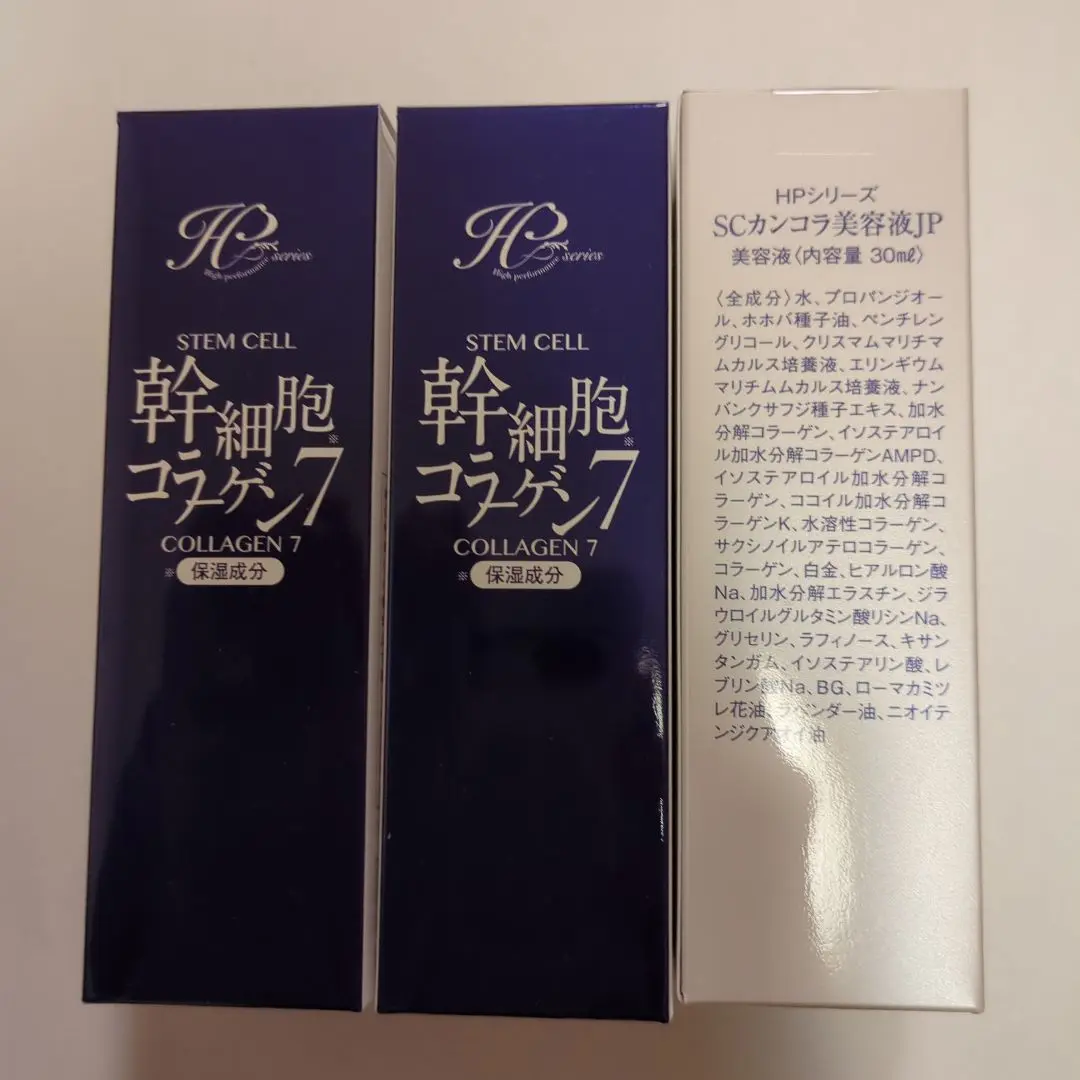 HP series
High performance
STEM CELL
幹細胞※
コラーゲン7
COLLAGEN 7
※保湿成分
HP series
High performance
STEM CELL
幹細胞※
コラーゲン7
COLLAGEN 7
※保湿成分
HPシリーズ
SCカンコラ美容液JP
美容液〈内容量 30㎖〉
〈全成分〉水、プロパンジオー
ル、ホホバ種子油、ペンチレン
グリコール、クリスマムマリチマ
ムカルス培養液、エリンギウム
マリチムムカルス培養液、ナン
バンクサフジ種子エキス、加水
分解コラーゲン、イソステアロイ
ル加水分解コラーゲンAMPD、
イソステアロイル加水分解コ
ラーゲン、ココイル加水分解コ
ラーゲンK、水溶性コラーゲン、
サクシノイルアテロコラーゲン、
コラーゲン、白金、ヒアルロン酸
Na、加水分解エラスチン、ジラ
ウロイルグルタミン酸リシンNa、
グリセリン、ラフィノース、キサン
タンガム、イソステアリン酸、レ
ブリン酸Na、BG、ローマカミツ
レ花油、ラベンダー油、ニオイテ
ンジクアオイ油